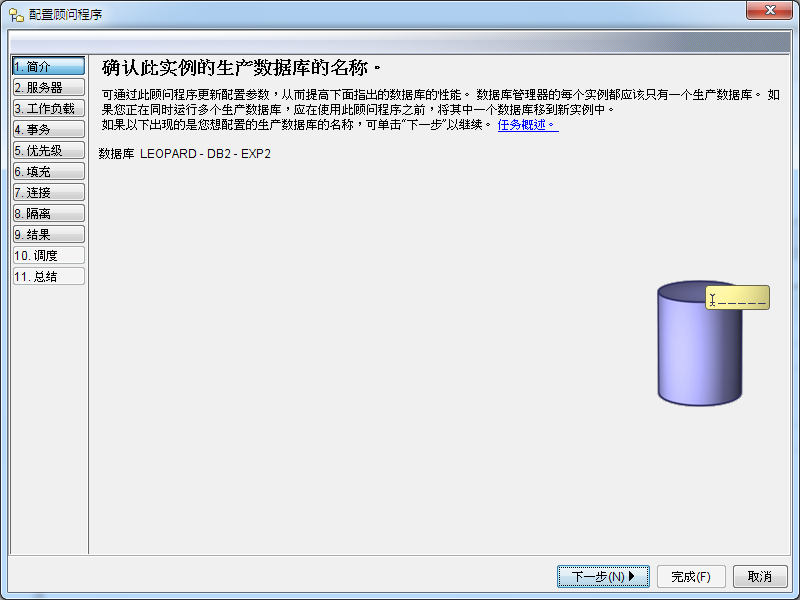 配置顾问程序
1. 简介
2. 服务器
3. 工作负载
4. 事务
5. 优先级
6. 填充
7. 连接
8. 隔离
9. 结果
10. 调度
11. 总结
确认此实例的生产数据库的名称。
可通过此顾问程序更新配置参数，从而提高下面指出的数据库的性能。 数据库管理器的每个实例都应该只有一个生产数据库。 如
果您正在同时运行多个生产数据库，应在使用此顾问程序之前，将其中一个数据库移到新实例中。
如果以下出现的是您想配置的生产数据库的名称，可单击“下一步”以继续。 任务概述。
数据库 LEOPARD - DB2 - EXP2
下一步(N)
完成(F)
取消